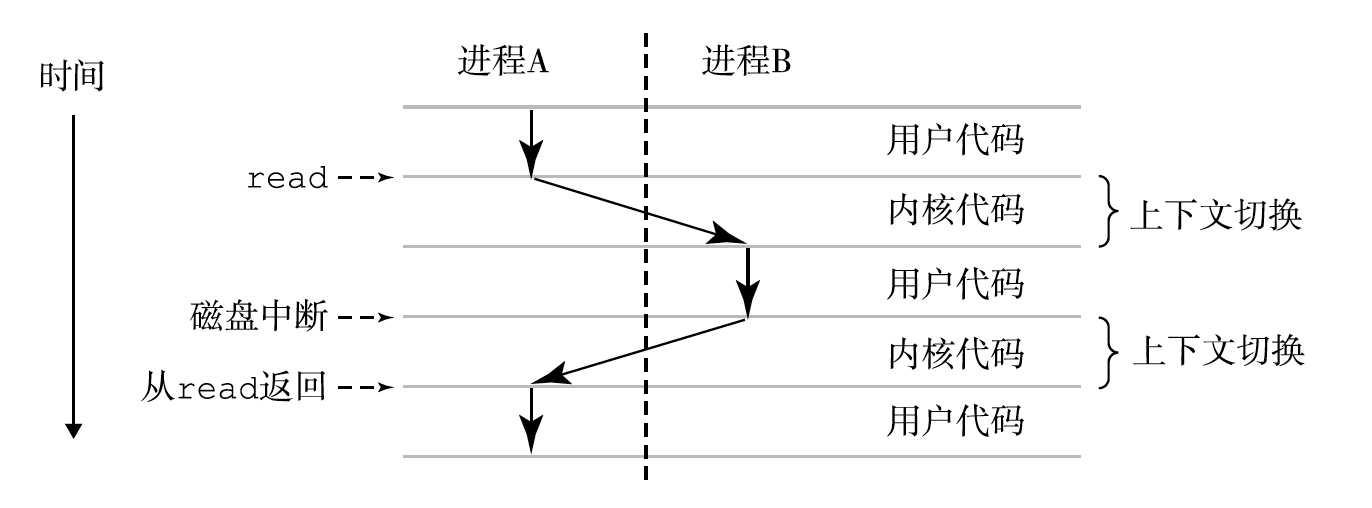 进程A
进程B
时间
用户代码
read
内核代码
上下文切换
用户代码
磁盘中断
内核代码
上下文切换
从read返回
用户代码